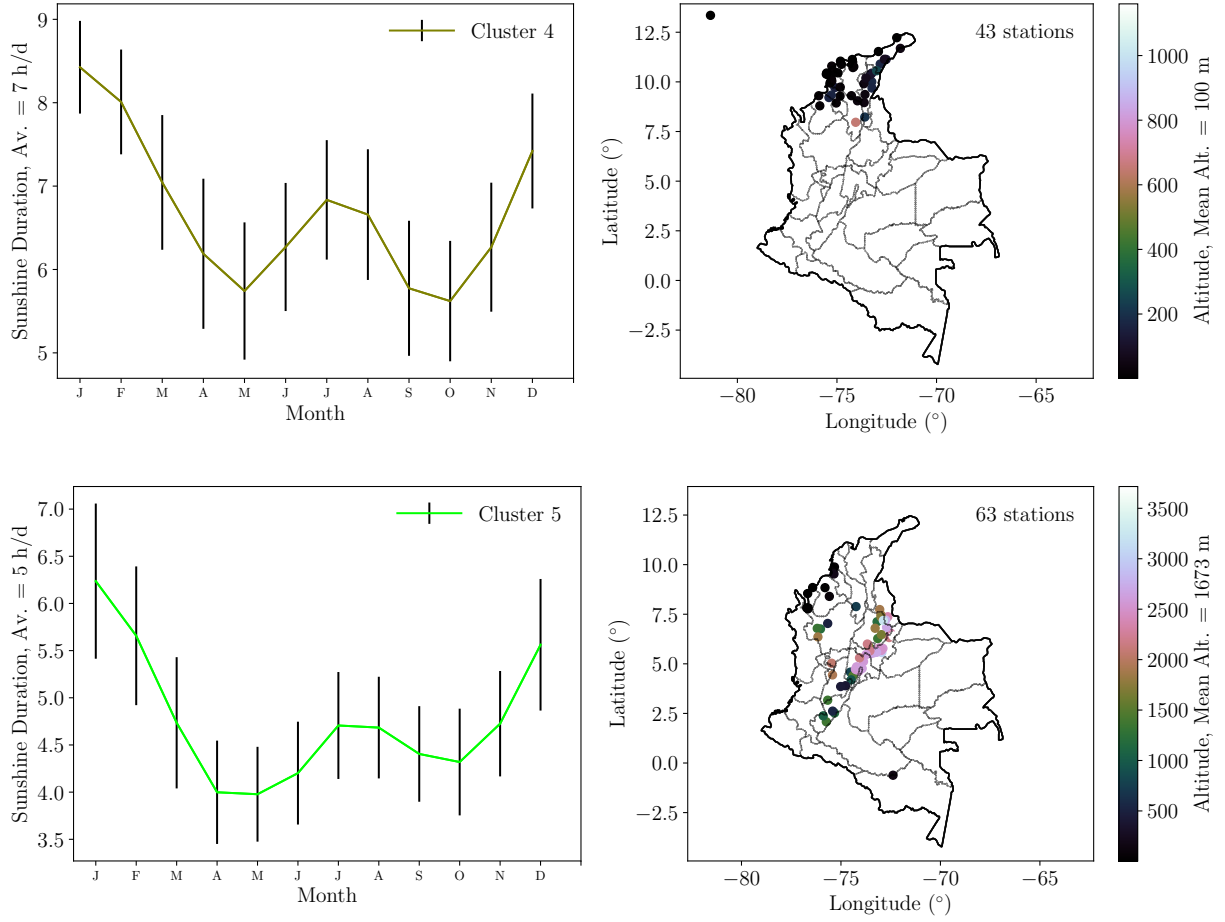 9
8
7
6
5
Sunshine Duration, Av. = 7 h/d
Cluster 4
J F M A M J J A S O N D
Month
12.5
10.0
7.5
5.0
2.5
0.0
−2.5
Latitude (°)
43 stations
−80 −75 −70 −65
Longitude (°)
1000
800
600
400
200
Altitude, Mean Alt. = 100 m
7.0
6.5
6.0
5.5
5.0
4.5
4.0
3.5
Sunshine Duration, Av. = 5 h/d
Cluster 5
J F M A M J J A S O N D
Month
12.5
10.0
7.5
5.0
2.5
0.0
−2.5
Latitude (°)
63 stations
−80 −75 −70 −65
Longitude (°)
3500
3000
2500
2000
1500
1000
500
Altitude, Mean Alt. = 1673 m